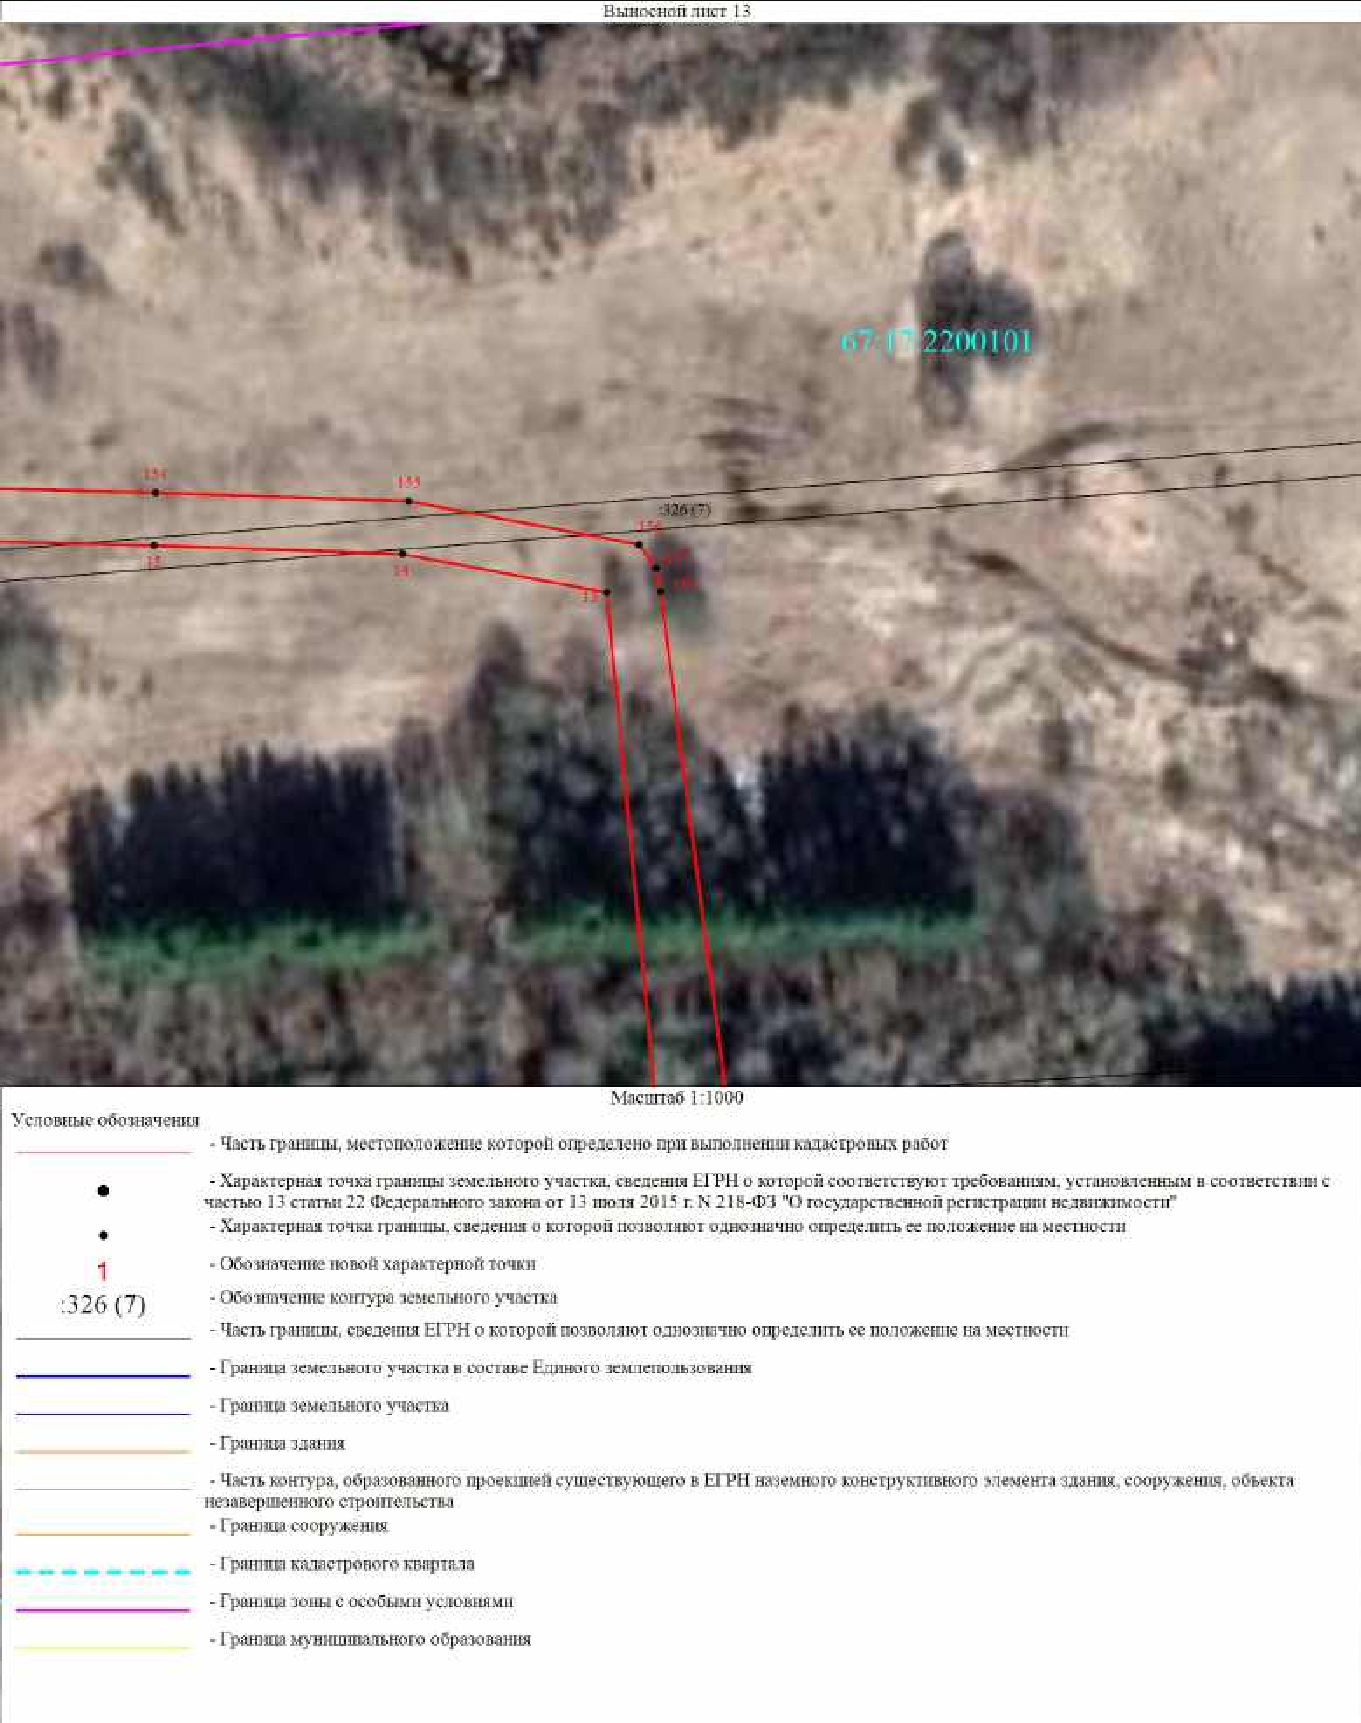 Выносной лист 13
67:17:2200101
154
155
:326 (7)
15
14
Масштаб 1:1000
Условные обозначения
- Часть границы, местоположение которой определено при выполнении кадастровых работ
- Характерная точка границы земельного участка, сведения ЕГРН о которой соответствуют требованиям, установленным в соответствии с
частью 13 статьи 22 Федерального закона от 13 июля 2015 г. N 218-ФЗ "О государственной регистрации недвижимости"
- Характерная точка границы, сведения о которой позволяют однозначно определить ее положение на местности
1
- Обозначение новой характерной точки
:326 (7)
- Обозначение контура земельного участка
- Часть границы, сведения ЕГРН о которой позволяют однозначно определить ее положение на местности
- Граница земельного участка в составе Единого землепользования
- Граница земельного участка
- Граница здания
- Часть контура, образованного проекцией существующего в ЕГРН наземного конструктивного элемента здания, сооружения, объекта
незавершенного строительства
- Граница сооружения
- Граница кадастрового квартала
- Граница зоны с особыми условиями
- Граница муниципального образования